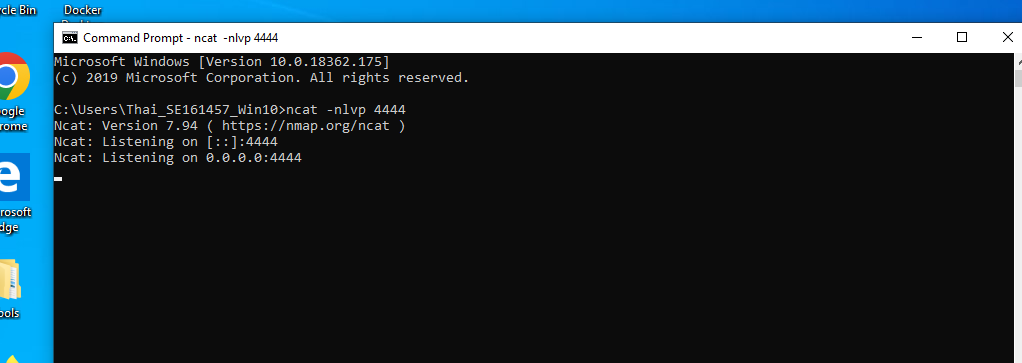 cle Bin
Docker
Command Prompt - ncat -nlvp 4444
Microsoft Windows [Version 10.0.18362.175]
(c) 2019 Microsoft Corporation. All rights reserved.
C:\Users\Thai_SE161457_Win10>ncat -nlvp 4444
Ncat: Version 7.94 ( https://nmap.org/ncat )
Ncat: Listening on [::]:4444
Ncat: Listening on 0.0.0.0:4444
ogle
rome
rosoft
dge
ools